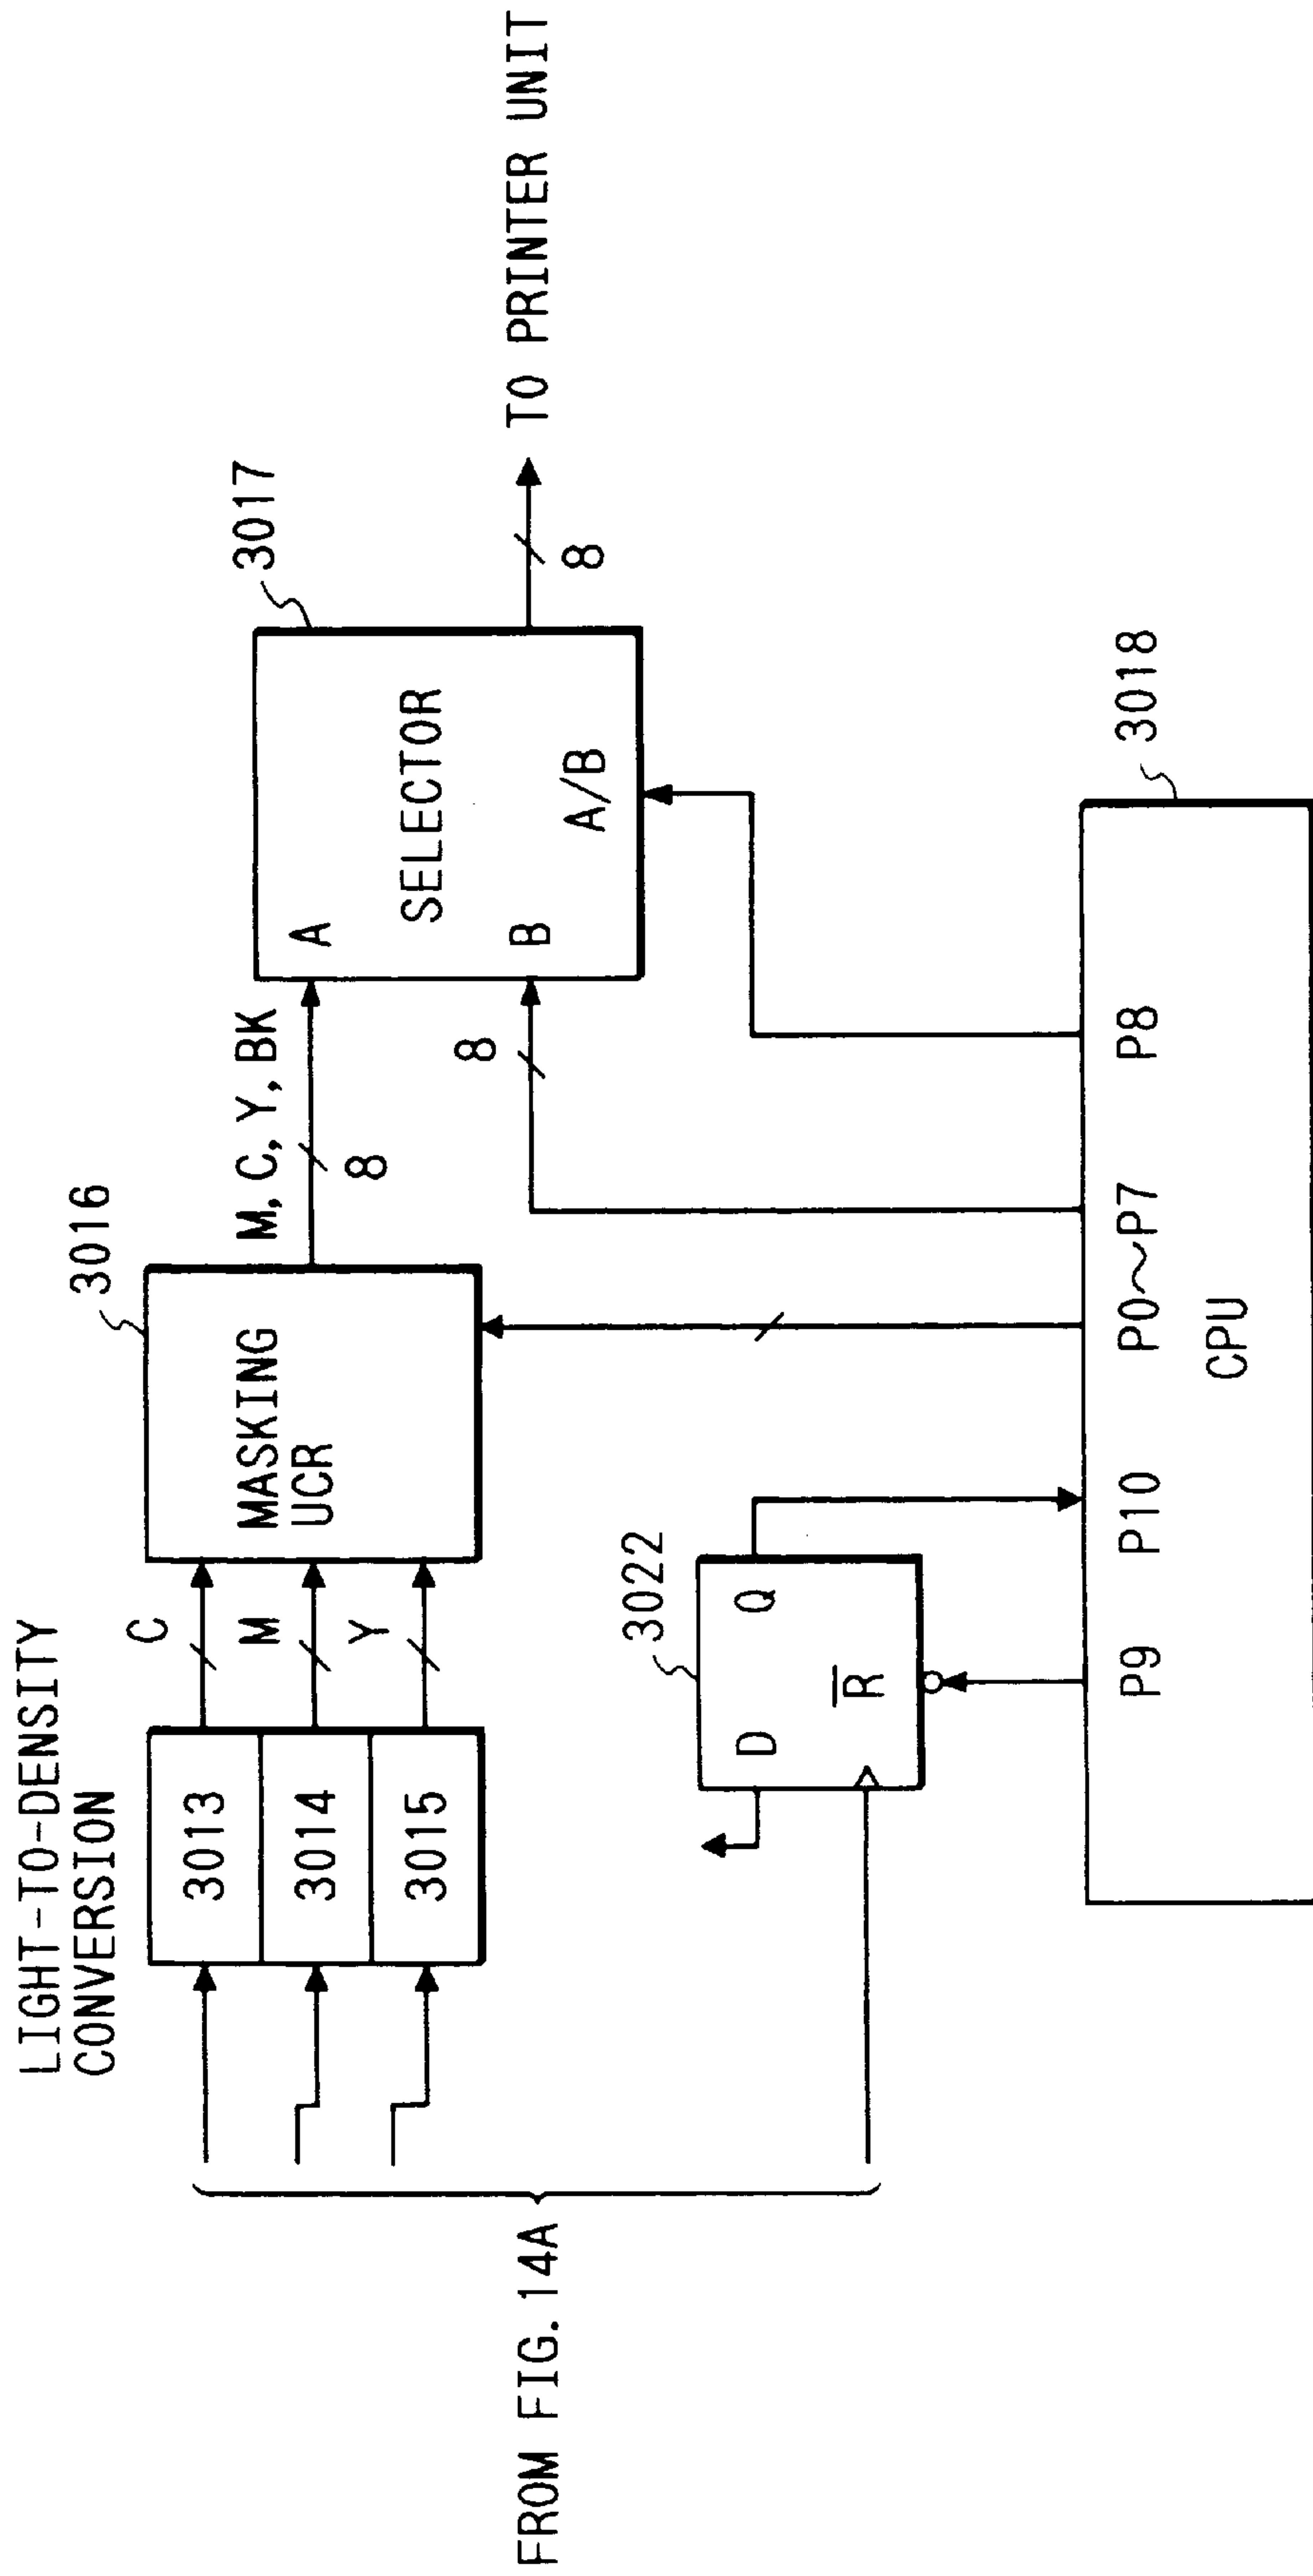 LIGHT-TO-DENSITY
CONVERSION
3013
3014
3015
C
M
Y
3016
MASKING
UCR
M, C, Y, BK
8
8
3017
A
SELECTOR
B
A/B
8
TO PRINTER UNIT
FROM FIG. 14A
3022
D
Q
R̅
3018
P9
P10
P0~P7
P8
CPU